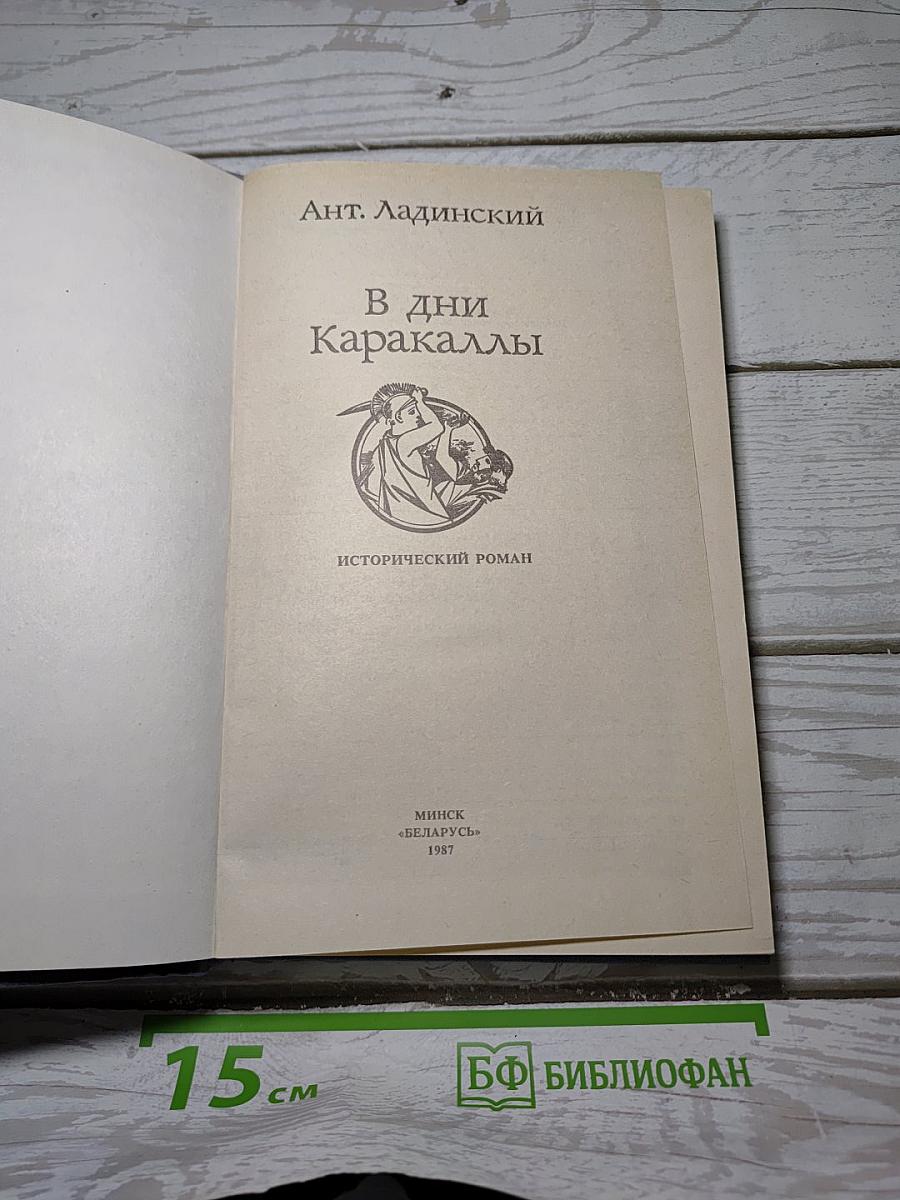 Ант. Ладинский
В дни
Каракаллы
ИСТОРИЧЕСКИЙ РОМАН
МИНСК
«БЕЛАРУСЬ»
1987
15 см
БФ БИБЛИОФАН